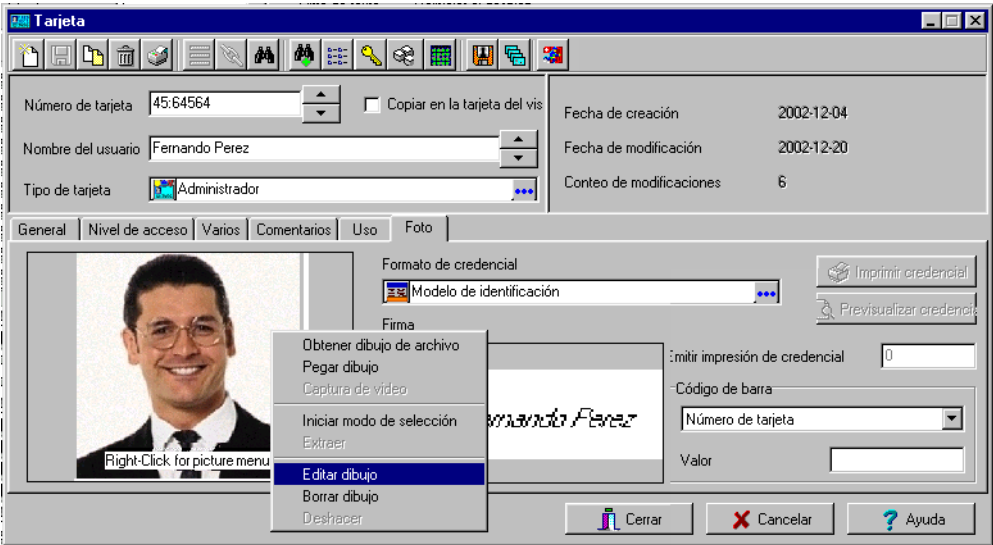 Tarjeta
Número de tarjeta
45:64564
Copiar en la tarjeta del vis
Nombre del usuario
Fernando Perez
Tipo de tarjeta
Administrador
Fecha de creación
2002-12-04
Fecha de modificación
2002-12-20
Conteo de modificaciones
6
General
Nivel de acceso
Varios
Comentarios
Uso
Foto
Right-Click for picture menu
Formato de credencial
Modelo de identificación
Firma
Obtener dibujo de archivo
Pegar dibujo
Captura de vídeo
Iniciar modo de selección
Extraer
Editar dibujo
Borrar dibujo
Deshacer
Perez
Imprimir credencial
Previsualizar credencia
Emitir impresión de credencial
0
Código de barra
Número de tarjeta
Valor
Cerrar
Cancelar
Ayuda